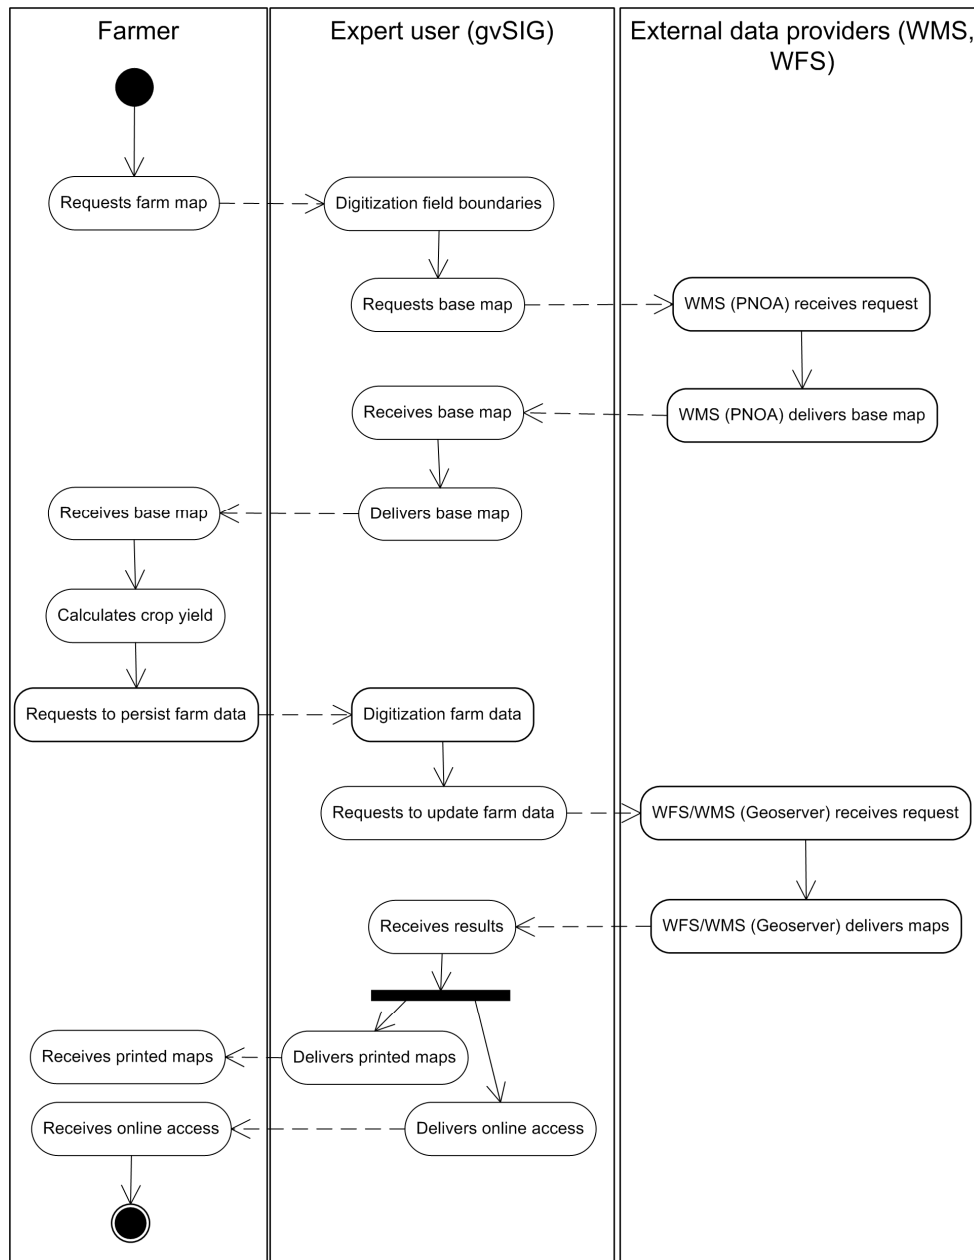 Farmer
Expert user (gvSIG)
External data providers (WMS,
WFS)
Requests farm map
Digitization field boundaries
Requests base map
WMS (PNOA) receives request
Receives base map
WMS (PNOA) delivers base map
Receives base map
Delivers base map
Calculates crop yield
Requests to persist farm data
Digitization farm data
Requests to update farm data
WFS/WMS (Geoserver) receives request
Receives results
WFS/WMS (Geoserver) delivers maps
Receives printed maps
Delivers printed maps
Receives online access
Delivers online access